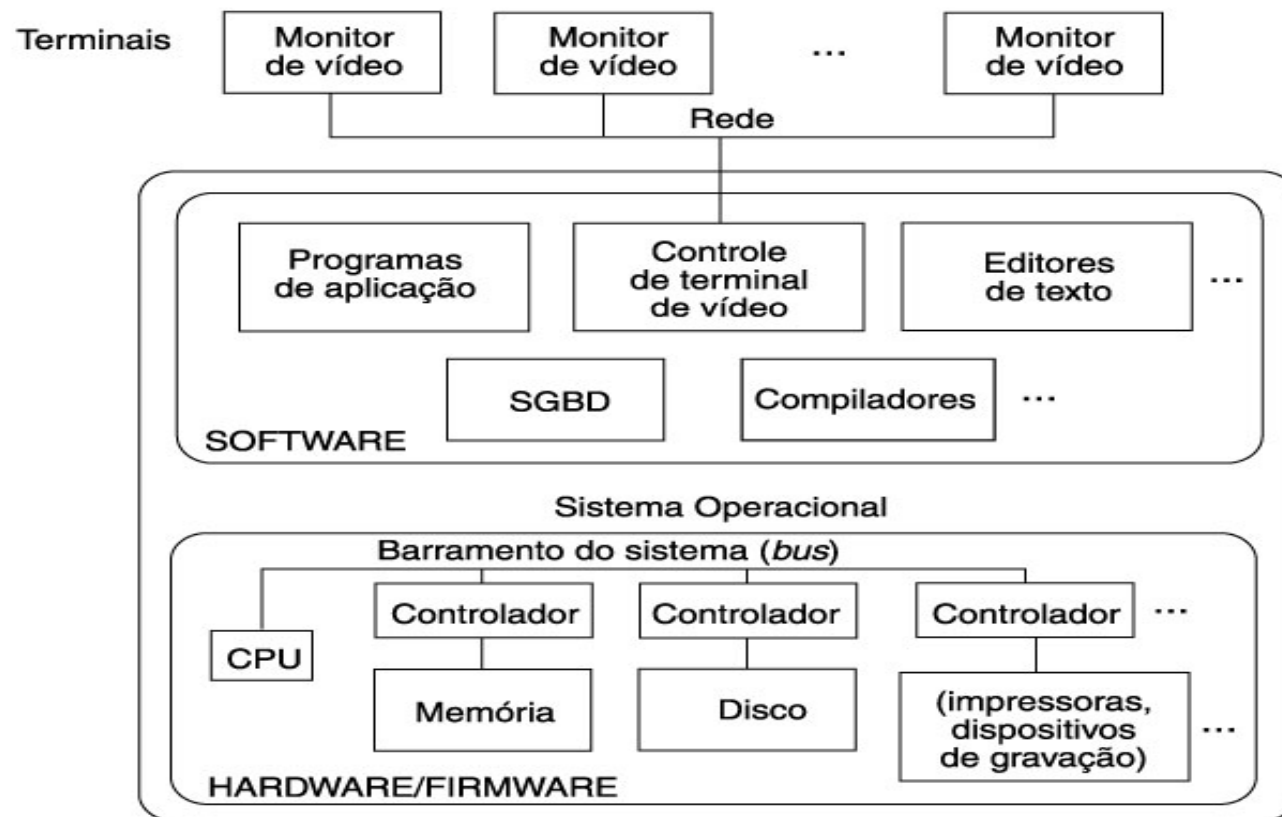 Terminais
Monitor
de vídeo
Monitor
de vídeo
...
Monitor
de vídeo
Rede
Programas
de aplicação
Controle
de terminal
de vídeo
Editores
de texto
...
SGBD
Compiladores
...
SOFTWARE
Sistema Operacional
Barramento do sistema (bus)
CPU
Controlador
Controlador
Controlador
...
Memória
Disco
(impressoras,
dispositivos
de gravação)
...
HARDWARE/FIRMWARE